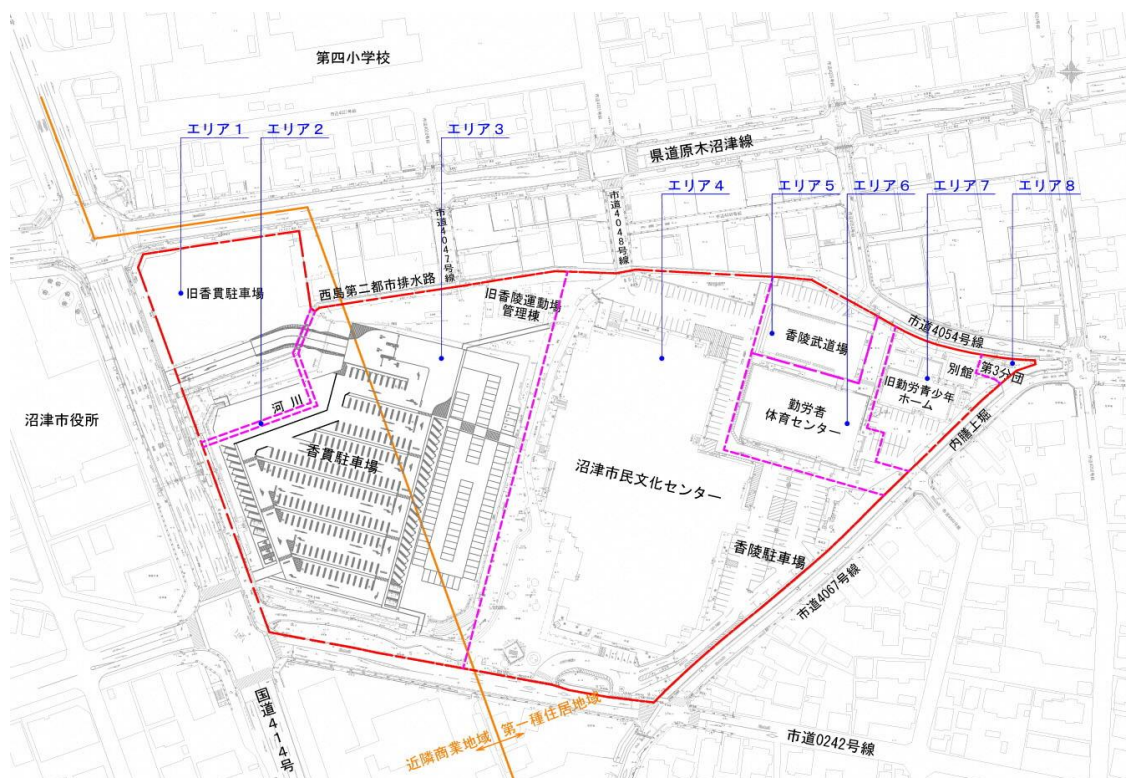 第四小学校
エリア1
エリア2
エリア3
県道原木沼津線
エリア4
エリア5
エリア6
エリア7
エリア8
市道4047号線
市道4048号線
旧香貫駐車場
西島第二都市排水路
旧香陵運動場
管理棟
市道4054号線
香陵武道場
別館
第3分団
旧勤労青少年
ホーム
沼津市役所
河川
勤労者
体育センター
内膳上堀
香貫駐車場
沼津市民文化センター
香陵駐車場
市道4067号線
国道414号
近隣商業地域
第一種住居地域
市道0242号線